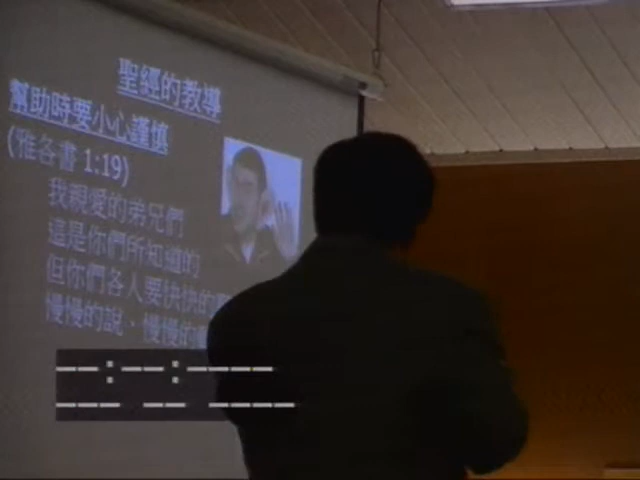 聖經的教導
幫助時要小心謹慎
(雅各書 1:19)
我親愛的弟兄們
這是你們所知道的
但你們各人要快快的
慢慢的說、慢慢的
--:--:----
--- -- ----